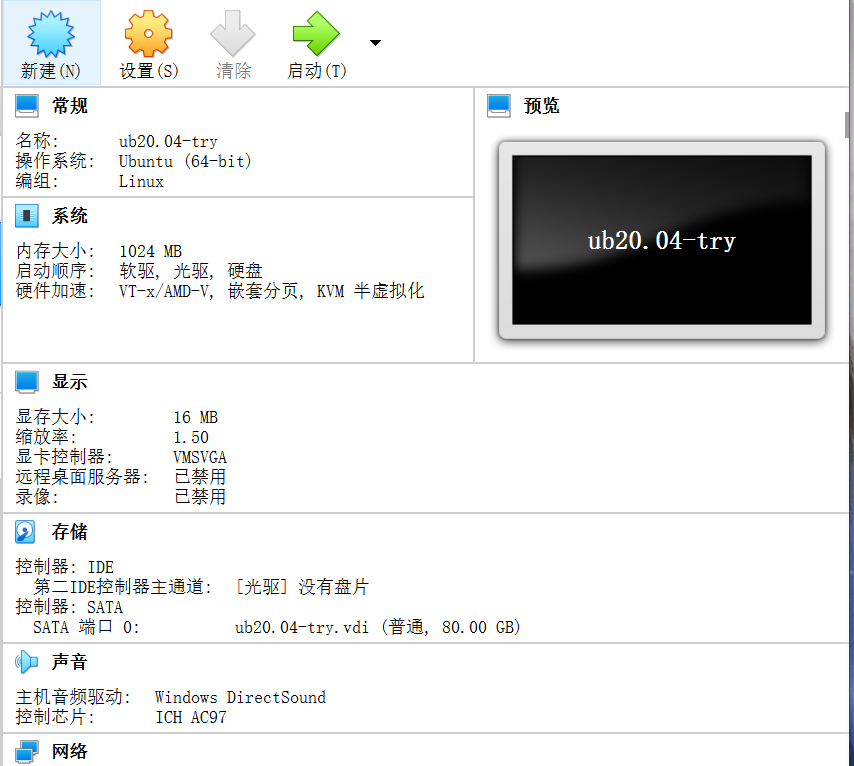 新建(N) 设置(S) 清除 启动(T)
常规
名称: ub20.04-try
操作系统: Ubuntu (64-bit)
编组: Linux
预览
ub20.04-try
系统
内存大小: 1024 MB
启动顺序: 软驱, 光驱, 硬盘
硬件加速: VT-x/AMD-V, 嵌套分页, KVM 半虚拟化
显示
显存大小: 16 MB
缩放率: 1.50
显卡控制器: VMSVGA
远程桌面服务器: 已禁用
录像: 已禁用
存储
控制器: IDE
第二IDE控制器主通道: [光驱] 没有盘片
控制器: SATA
SATA 端口 0: ub20.04-try.vdi (普通, 80.00 GB)
声音
主机音频驱动: Windows DirectSound
控制芯片: ICH AC97
网络